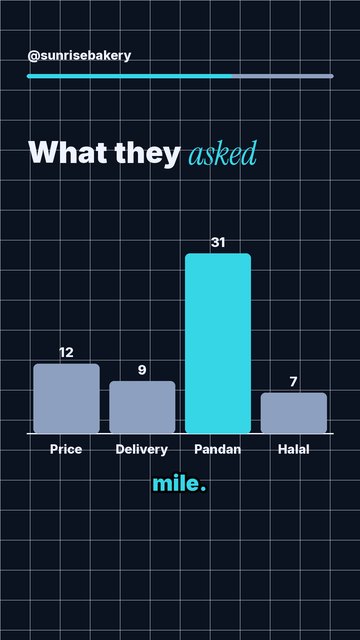 @sunrisebakery
What they asked
31
12
9
7
Price Delivery Pandan Halal
mile.